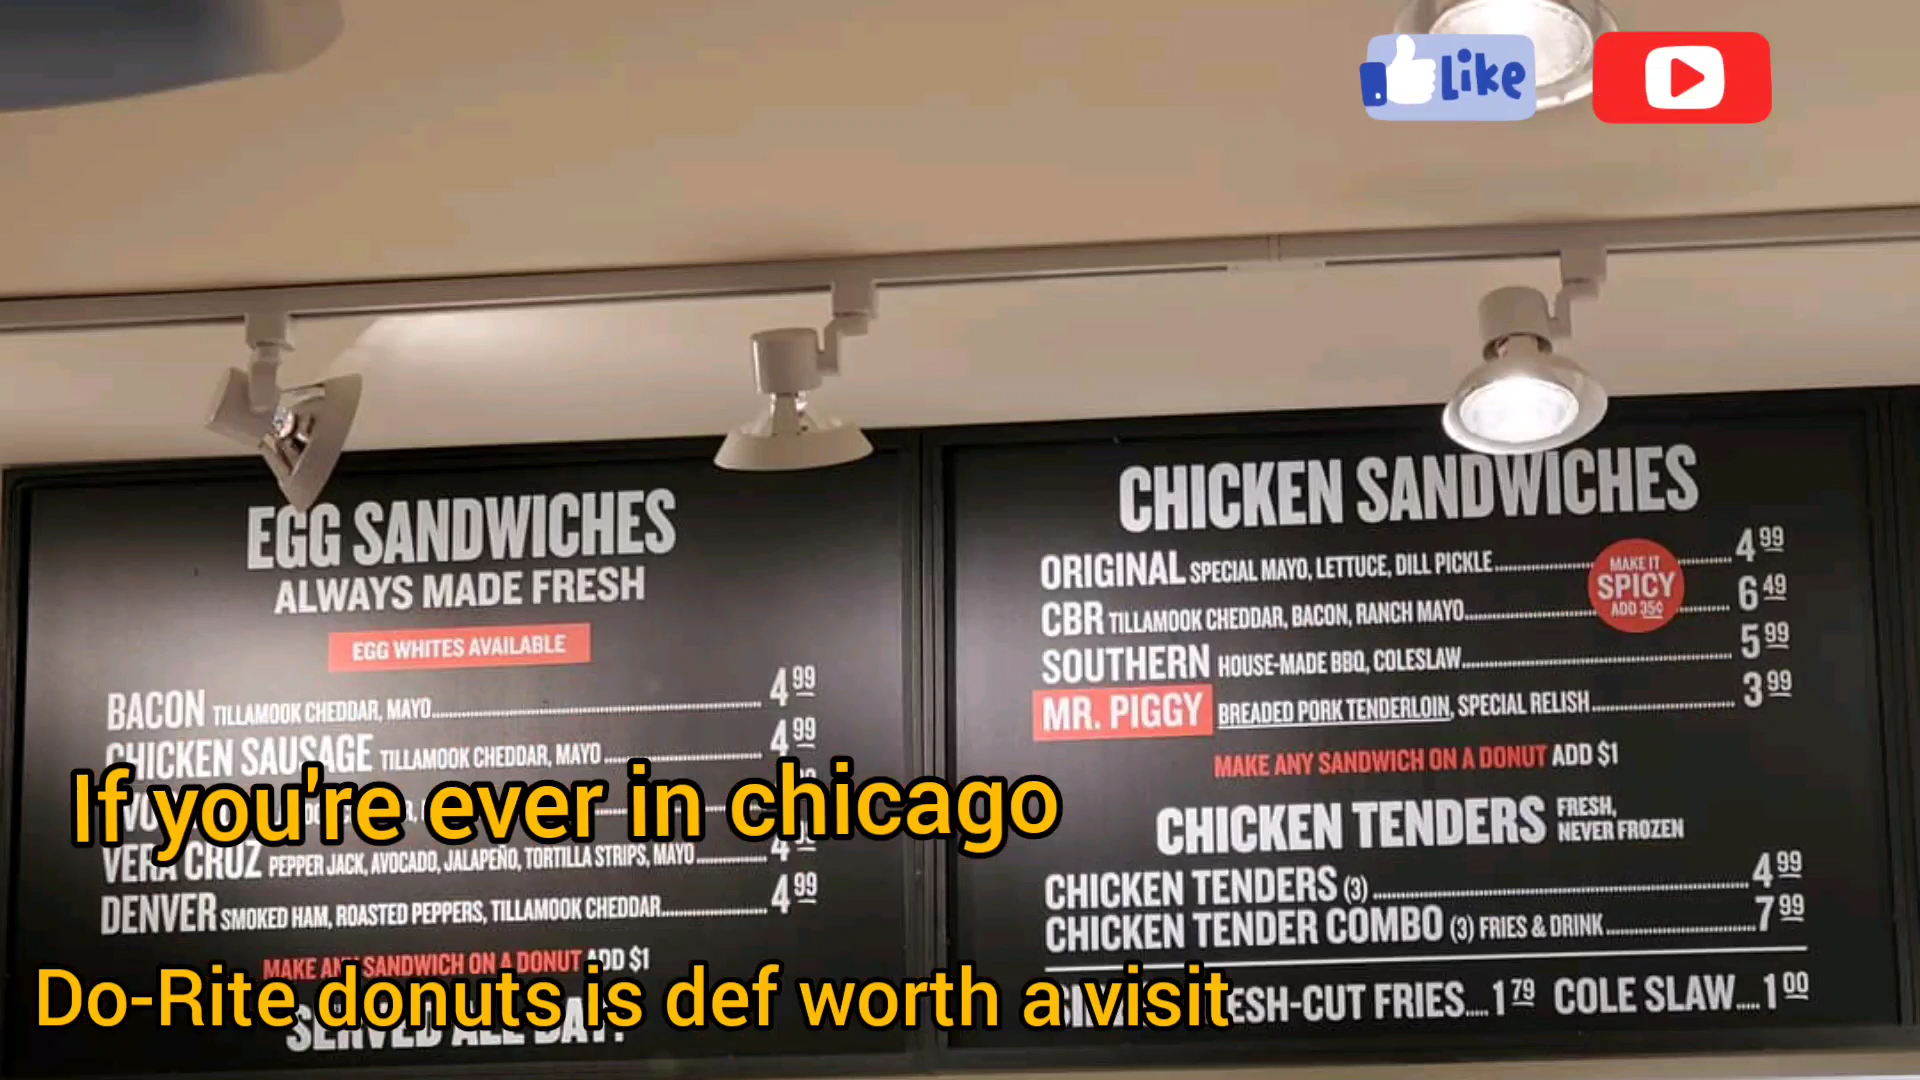 Like
EGG SANDWICHES
ALWAYS MADE FRESH
EGG WHITES AVAILABLE
BACON TILLAMOOK CHEDDAR, MAYO 4.99
CHICKEN SAUSAGE TILLAMOOK CHEDDAR, MAYO 4.99
VERA CRUZ PEPPER JACK, AVOCADO, JALAPEÑO, TORTILLA STRIPS, MAYO
DENVER SMOKED HAM, ROASTED PEPPERS, TILLAMOOK CHEDDAR 4.99
MAKE ANY SANDWICH ON A DONUT ADD $1
SERVED ALL DAY!
CHICKEN SANDWICHES
ORIGINAL SPECIAL MAYO, LETTUCE, DILL PICKLE 4.99
CBR TILLAMOOK CHEDDAR, BACON, RANCH MAYO 6.49
MAKE IT
SPICY
ADD 35¢
SOUTHERN HOUSE-MADE BBQ, COLESLAW 5.99
MR. PIGGY BREADED PORK TENDERLOIN, SPECIAL RELISH 3.99
MAKE ANY SANDWICH ON A DONUT ADD $1
CHICKEN TENDERS FRESH,
NEVER FROZEN
CHICKEN TENDERS (3) 4.99
CHICKEN TENDER COMBO (3) FRIES & DRINK 7.99
FRIES 1.79 COLE SLAW 1.00
If you're ever in chicago
Do-Rite donuts is def worth a visit